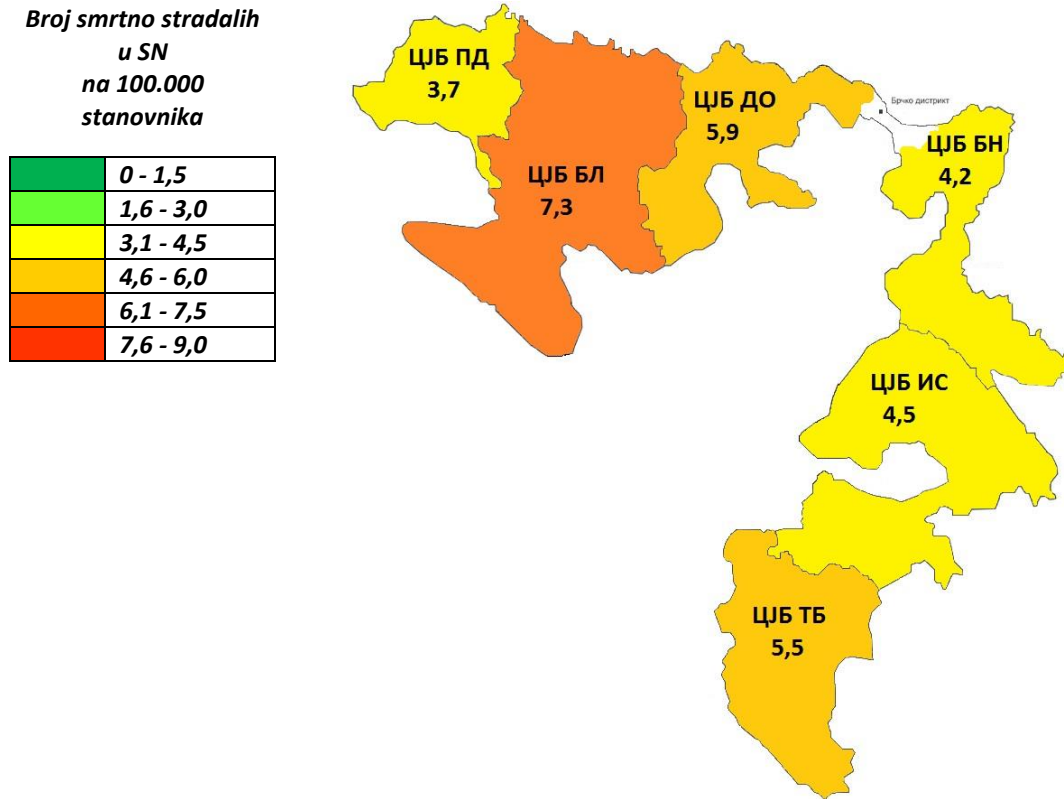 Broj smrtno stradalih
u SN
na 100.000
stanovnika
0 - 1,5
1,6 - 3,0
3,1 - 4,5
4,6 - 6,0
6,1 - 7,5
7,6 - 9,0
ЦЈБ ПД
3,7
ЦЈБ БЛ
7,3
ЦЈБ ДО
5,9
Брчко дистрикт
ЦЈБ БН
4,2
ЦЈБ ИС
4,5
ЦЈБ ТБ
5,5